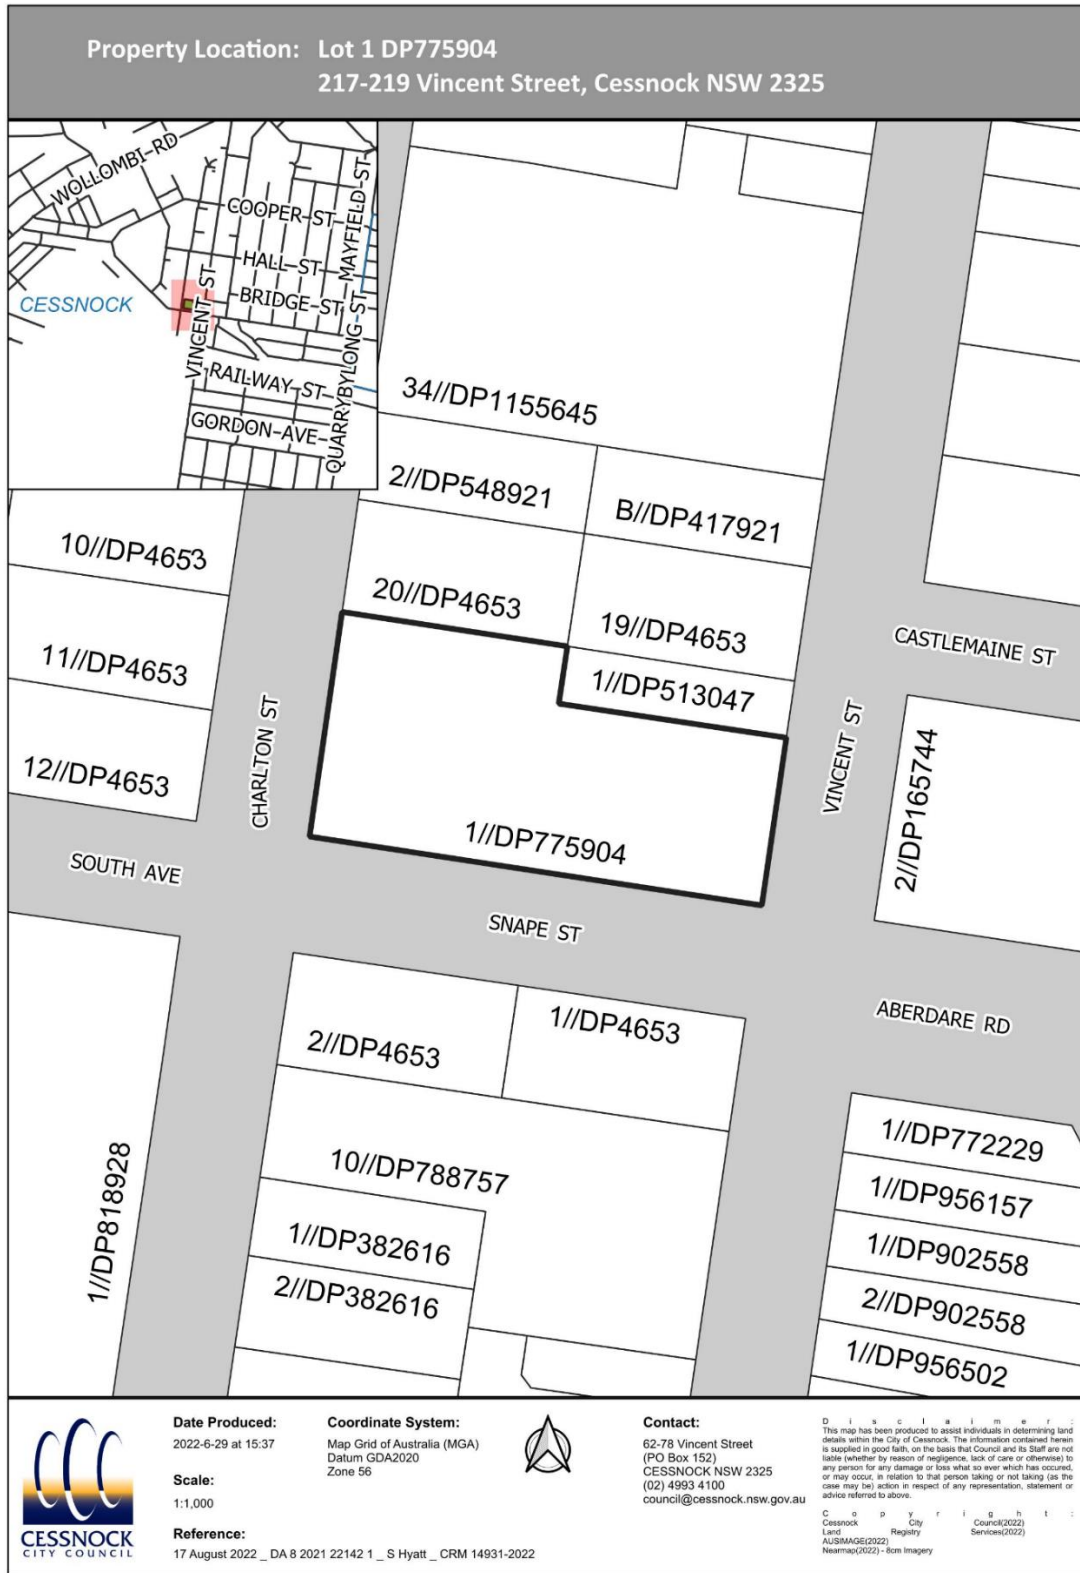 Property Location: Lot 1 DP775904
217-219 Vincent Street, Cessnock NSW 2325
WOLLOMBI-RD
COOPER-ST
MAYFIELD-ST
HALL-ST
BRIDGE-ST
CESSNOCK
VINCENT-ST
QUARRYBYLONG-ST
RAILWAY-ST
GORDON-AVE
34//DP1155645
2//DP548921
B//DP417921
10//DP4653
20//DP4653
19//DP4653
CASTLEMAINE ST
11//DP4653
1//DP513047
CHARLTON ST
VINCENT ST
2//DP165744
12//DP4653
1//DP775904
SOUTH AVE
SNAPE ST
ABERDARE RD
2//DP4653
1//DP4653
1//DP772229
10//DP788757
1//DP956157
1//DP818928
1//DP382616
1//DP902558
2//DP382616
2//DP902558
1//DP956502
CESSNOCK
CITY COUNCIL
Date Produced:
2022-6-29 at 15:37
Scale:
1:1,000
Reference:
17 August 2022 _ DA 8 2021 22142 1 _ S Hyatt _ CRM 14931-2022
Coordinate System:
Map Grid of Australia (MGA)
Datum GDA2020
Zone 56
Contact:
62-78 Vincent Street
(PO Box 152)
CESSNOCK NSW 2325
(02) 4993 4100
council@cessnock.nsw.gov.au
D i s c l a i m e r :
This map has been produced to assist individuals in determining land
details within the City of Cessnock. The information contained herein
is supplied in good faith, on the basis that Council and its Staff are not
liable (whether by reason of negligence, lack of care or otherwise) to
any person for any damage or loss what so ever which has occured,
or may occur, in relation to that person taking or not taking (as the
case may be) action in respect of any representation, statement or
advice referred to above.
C o p y r i g h t :
Cessnock City Council(2022)
Land Registry Services(2022)
AUSIMAGE(2022)
Nearmap(2022) - 8cm Imagery